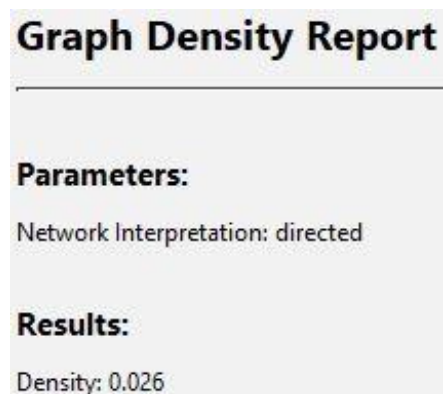 Graph Density Report
Parameters:
Network Interpretation: directed
Results:
Density: 0.026